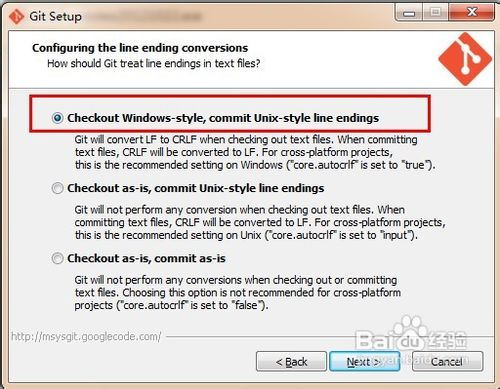 Git Setup
Configuring the line ending conversions
How should Git treat line endings in text files?
Checkout Windows-style, commit Unix-style line endings
Git will convert LF to CRLF when checking out text files. When committing
text files, CRLF will be converted to LF. For cross-platform projects,
this is the recommended setting on Windows ("core.autocrlf" is set to "true").
Checkout as-is, commit Unix-style line endings
Git will not perform any conversion when checking out text files. When
committing text files, CRLF will be converted to LF. For cross-platform projects,
this is the recommended setting on Unix ("core.autocrlf" is set to "input").
Checkout as-is, commit as-is
Git will not perform any conversions when checking out or committing
text files. Choosing this option is not recommended for cross-platform
projects ("core.autocrlf" is set to "false").
http://msysgit.googlecode.com/
Baidu 经验
jingyan.baidu.com
< Back
Next >
Cancel